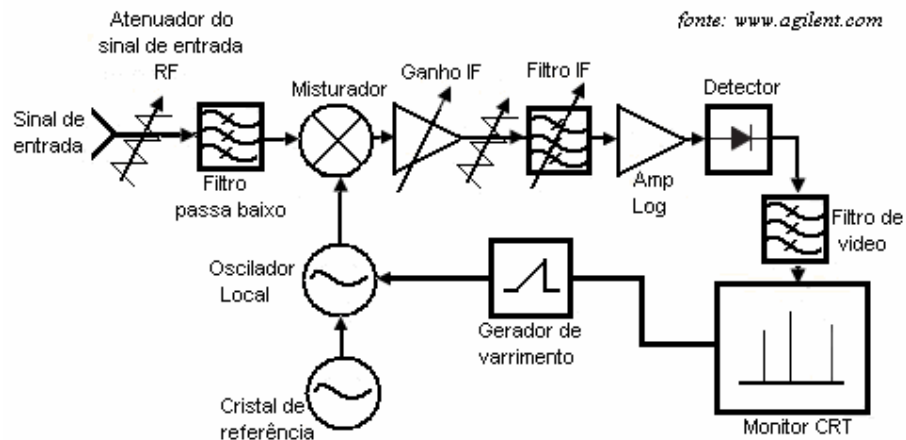 Atenuador do
sinal de entrada
RF
fonte: www.agilent.com
Sinal de
entrada
Filtro
passa baixo
Misturador
Ganho IF
Filtro IF
Amp
Log
Detector
Filtro de
video
Oscilador
Local
Gerador de
varrimento
Cristal de
referência
Monitor CRT